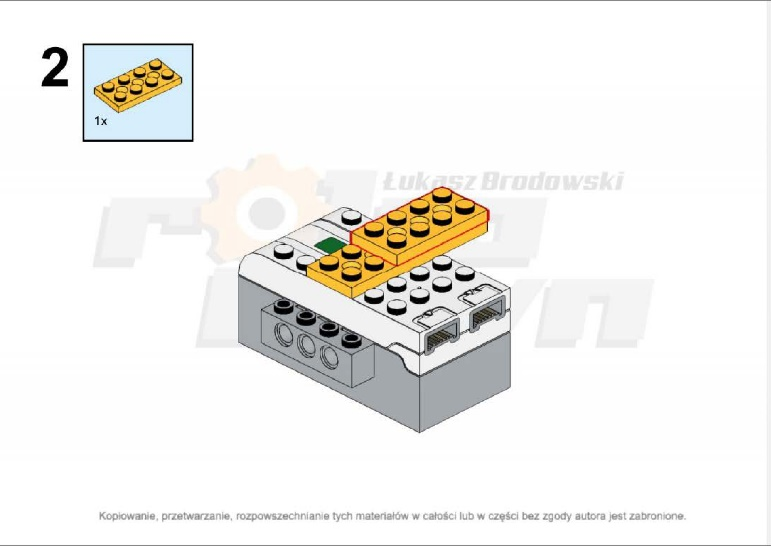 2
1x
Łukasz Brodowski
Kopiowanie, przetwarzanie, rozpowszechnianie tych materiałów w całości lub w części bez zgody autora jest zabronione.